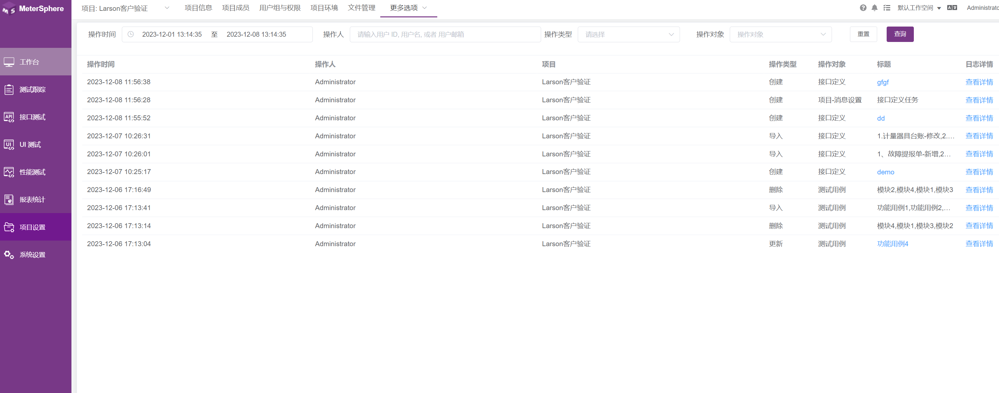 MeterSphere
项目: Larson客户验证 项目信息 项目成员 用户组与权限 项目环境 文件管理 更多选项 默认工作空间 Administrato
操作时间 2023-12-01 13:14:35 至 2023-12-08 13:14:35 操作人 请输入用户 ID, 用户名, 或者 用户邮箱 操作类型 请选择 操作对象 操作对象 重置 查询
工作台
测试跟踪
接口测试
UI 测试
性能测试
报表统计
项目设置
系统设置
操作时间 操作人 项目 操作类型 操作对象 标题 日志详情
2023-12-08 11:56:38 Administrator Larson客户验证 创建 接口定义 gfgf 查看详情
2023-12-08 11:56:28 Administrator Larson客户验证 创建 项目-消息设置 接口定义任务 查看详情
2023-12-08 11:55:52 Administrator Larson客户验证 创建 接口定义 dd 查看详情
2023-12-07 10:26:31 Administrator Larson客户验证 导入 接口定义 1.计量器具台账-修改,2.… 查看详情
2023-12-07 10:26:01 Administrator Larson客户验证 导入 接口定义 1、故障提报单-新增,2… 查看详情
2023-12-07 10:25:17 Administrator Larson客户验证 创建 接口定义 demo 查看详情
2023-12-06 17:16:49 Administrator Larson客户验证 删除 测试用例 模块2,模块4,模块1,模块3 查看详情
2023-12-06 17:13:41 Administrator Larson客户验证 导入 测试用例 功能用例1,功能用例2,… 查看详情
2023-12-06 17:13:14 Administrator Larson客户验证 删除 测试用例 模块4,模块1,模块3,模块2 查看详情
2023-12-06 17:13:04 Administrator Larson客户验证 更新 测试用例 功能用例4 查看详情